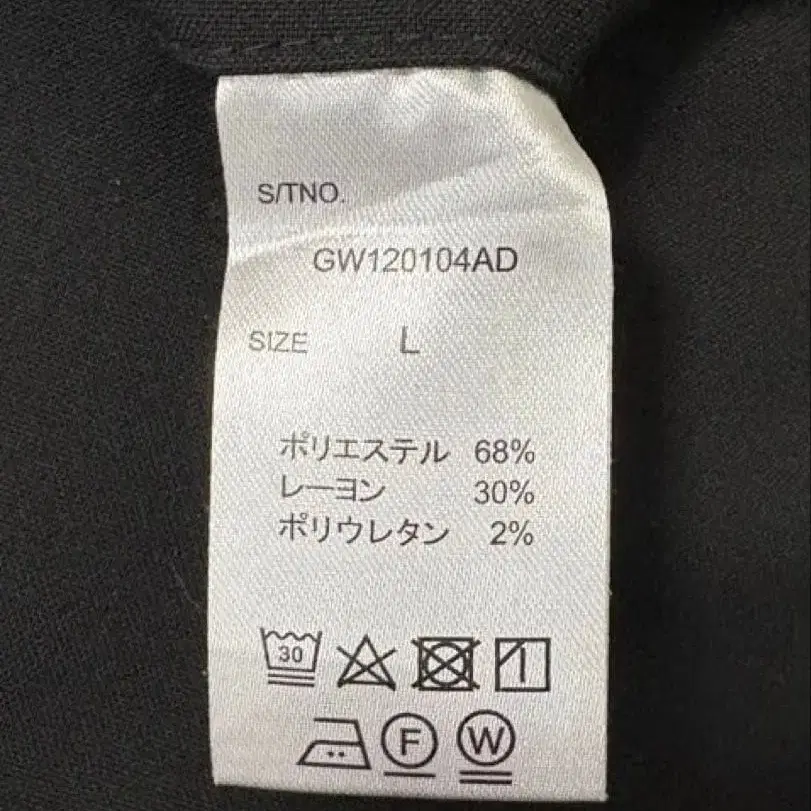 S/TNO.
GW120104AD
SIZE L
ポリエステル 68%
レーヨン 30%
ポリウレタン 2%
30
F W